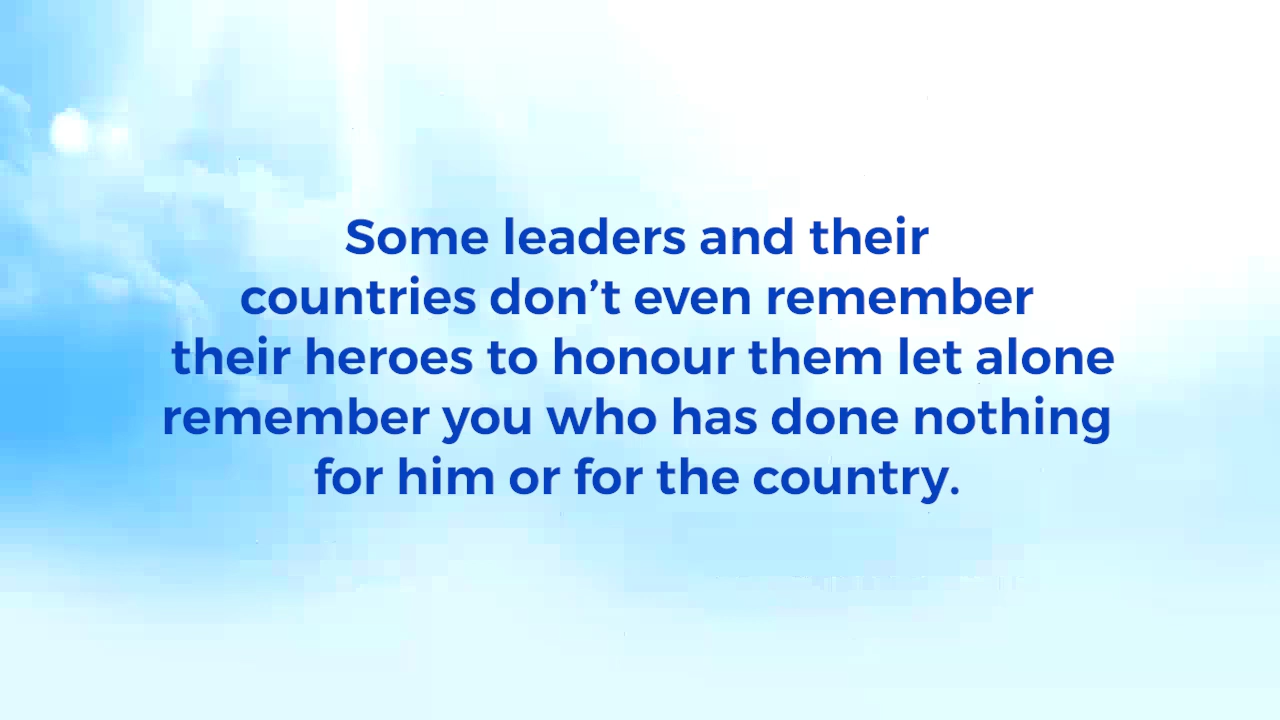 Some leaders and their
countries don’t even remember
their heroes to honour them let alone
remember you who has done nothing
for him or for the country.